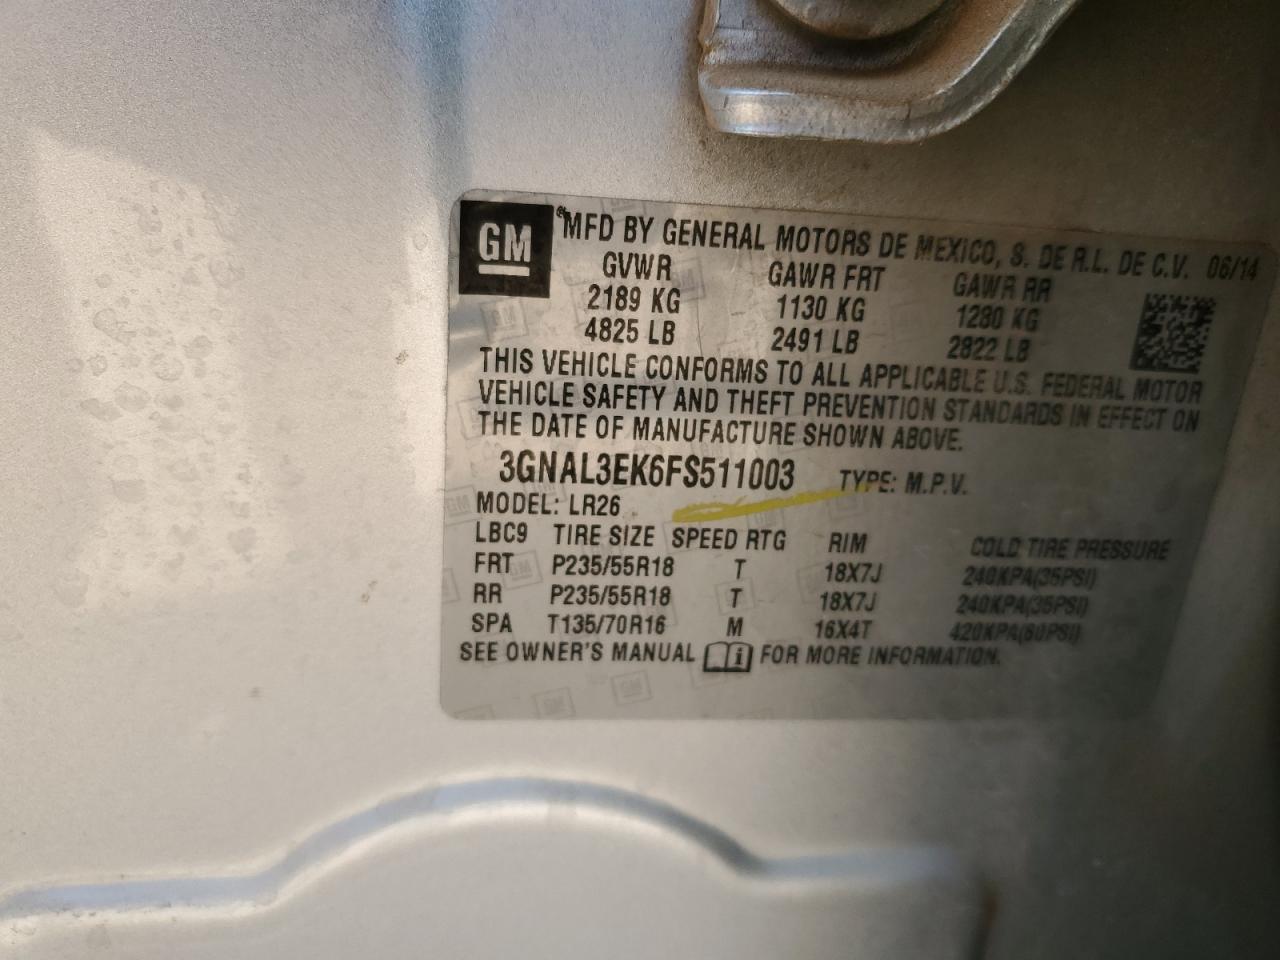 GM MFD BY GENERAL MOTORS DE MEXICO, S. DE R.L. DE C.V. 06/14
GVWR GAWR FRT GAWR RR
2189 KG 1130 KG 1280 KG
4825 LB 2491 LB 2822 LB
THIS VEHICLE CONFORMS TO ALL APPLICABLE U.S. FEDERAL MOTOR
VEHICLE SAFETY AND THEFT PREVENTION STANDARDS IN EFFECT ON
THE DATE OF MANUFACTURE SHOWN ABOVE.
3GNAL3EK6FS511003 TYPE: M.P.V.
MODEL: LR26
LBC9 TIRE SIZE SPEED RTG RIM COLD TIRE PRESSURE
FRT P235/55R18 T 18X7J 240KPA(35PSI)
RR P235/55R18 T 18X7J 240KPA(35PSI)
SPA T135/70R16 M 16X4T 420KPA(60PSI)
SEE OWNER'S MANUAL i FOR MORE INFORMATION.